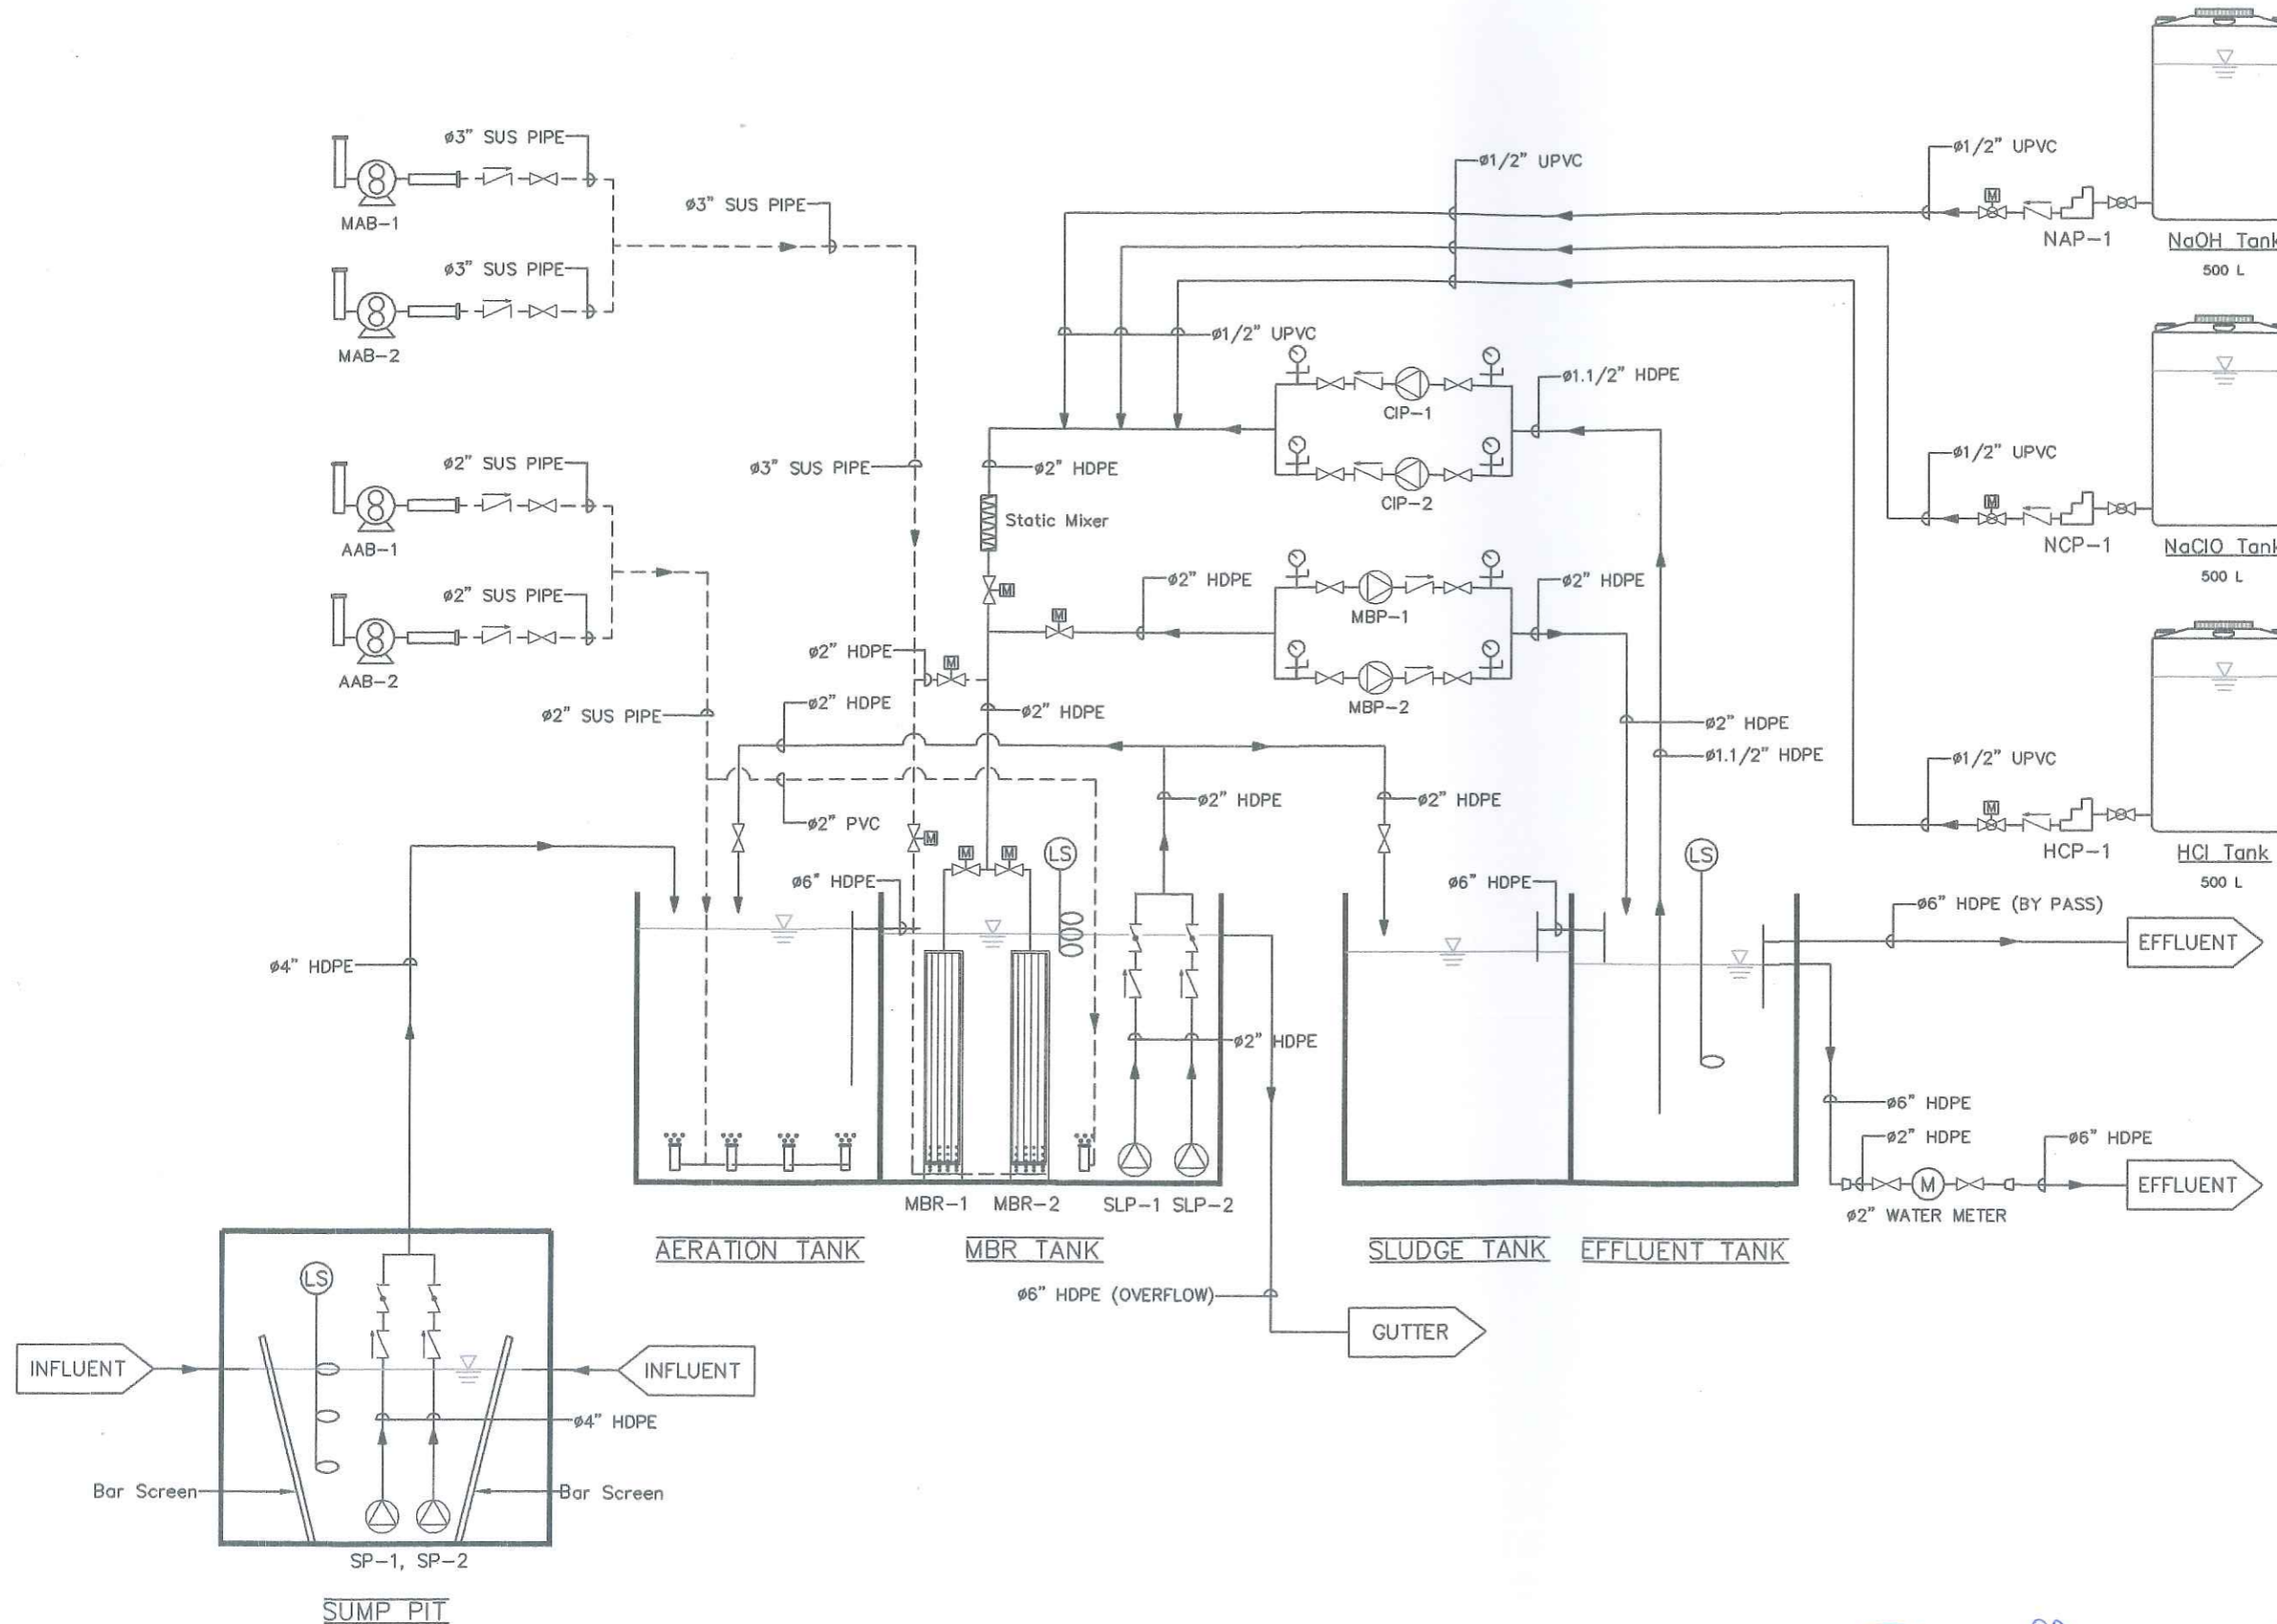 ø3" SUS PIPE
MAB-1
ø3" SUS PIPE
MAB-2
ø3" SUS PIPE
ø2" SUS PIPE
AAB-1
ø2" SUS PIPE
AAB-2
ø3" SUS PIPE
ø2" SUS PIPE
ø1/2" UPVC
ø1/2" UPVC
ø1/2" UPVC
NAP-1
NaOH Tank
500 L
ø1/2" UPVC
NCP-1
NaClO Tank
500 L
ø1/2" UPVC
HCP-1
HCl Tank
500 L
M
M
M
CIP-1
CIP-2
ø1.1/2" HDPE
ø2" HDPE
Static Mixer
M
M
ø2" HDPE
MBP-1
MBP-2
ø2" HDPE
ø2" HDPE
M
ø2" HDPE
ø2" HDPE
ø2" HDPE
ø1.1/2" HDPE
ø2" PVC
M
M
M
LS
ø2" HDPE
ø2" HDPE
LS
ø4" HDPE
ø6" HDPE
ø6" HDPE
ø6" HDPE (BY PASS)
EFFLUENT
ø2" HDPE
ø6" HDPE
ø2" HDPE
ø6" HDPE
M
EFFLUENT
ø2" WATER METER
MBR-1
MBR-2
SLP-1
SLP-2
AERATION TANK
MBR TANK
SLUDGE TANK
EFFLUENT TANK
ø6" HDPE (OVERFLOW)
GUTTER
LS
INFLUENT
INFLUENT
ø4" HDPE
Bar Screen
Bar Screen
SP-1, SP-2
SUMP PIT